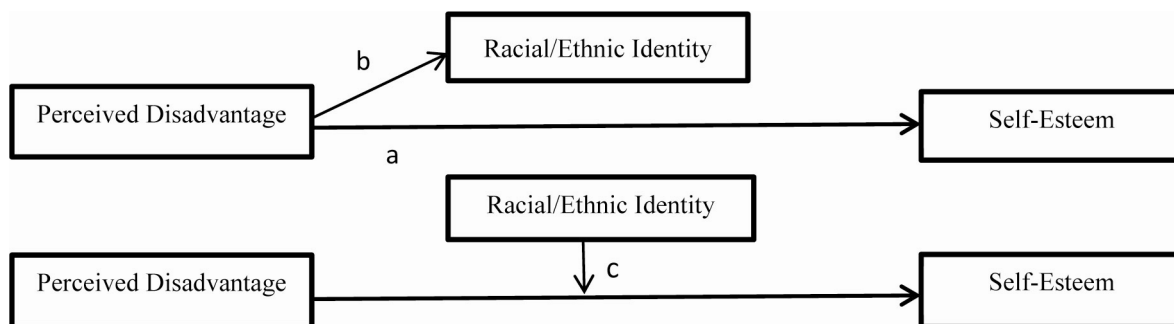 Racial/Ethnic Identity
b
Perceived Disadvantage
Self-Esteem
a
Racial/Ethnic Identity
c
Perceived Disadvantage
Self-Esteem